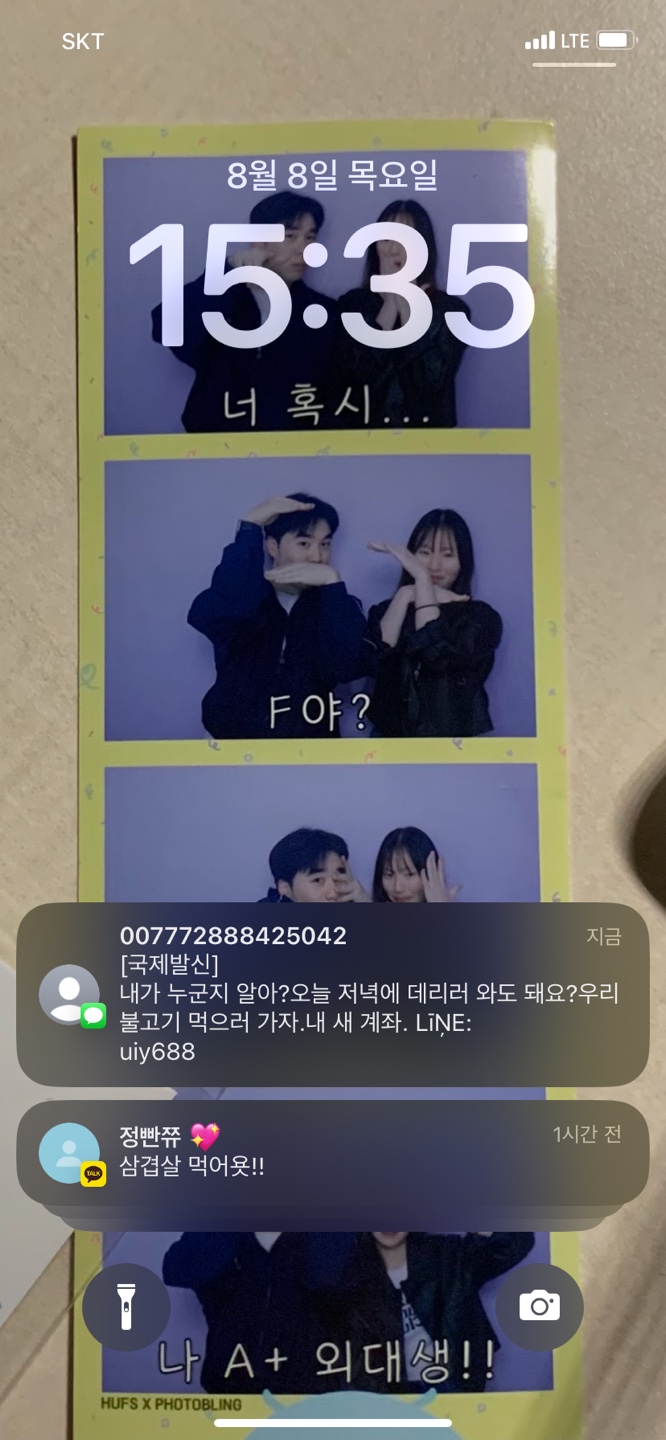 SKT
LTE
8월 8일 목요일
15:35
너 혹시...
F야?
007772888425042
지금
[국제발신]
내가 누군지 알아?오늘 저녁에 데리러 와도 돼요?우리
불고기 먹으러 가자.내 새 계좌. LīŅE:
uiy688
정빤쮸 💖
1시간 전
삼겹살 먹어욧!!
TALK
나 A+ 외대생!!
HUFS X PHOTOBLING